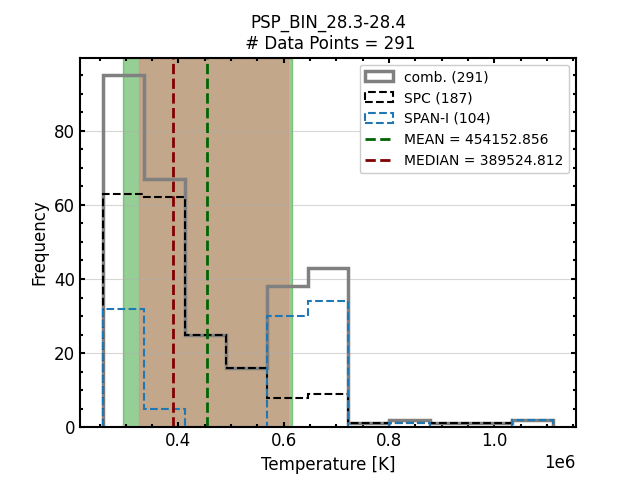 PSP_BIN_28.3-28.4
# Data Points = 291
comb. (291)
SPC (187)
SPAN-I (104)
MEAN = 454152.856
MEDIAN = 389524.812
Frequency
80
60
40
20
0
0.4 0.6 0.8 1.0
1e6
Temperature [K]